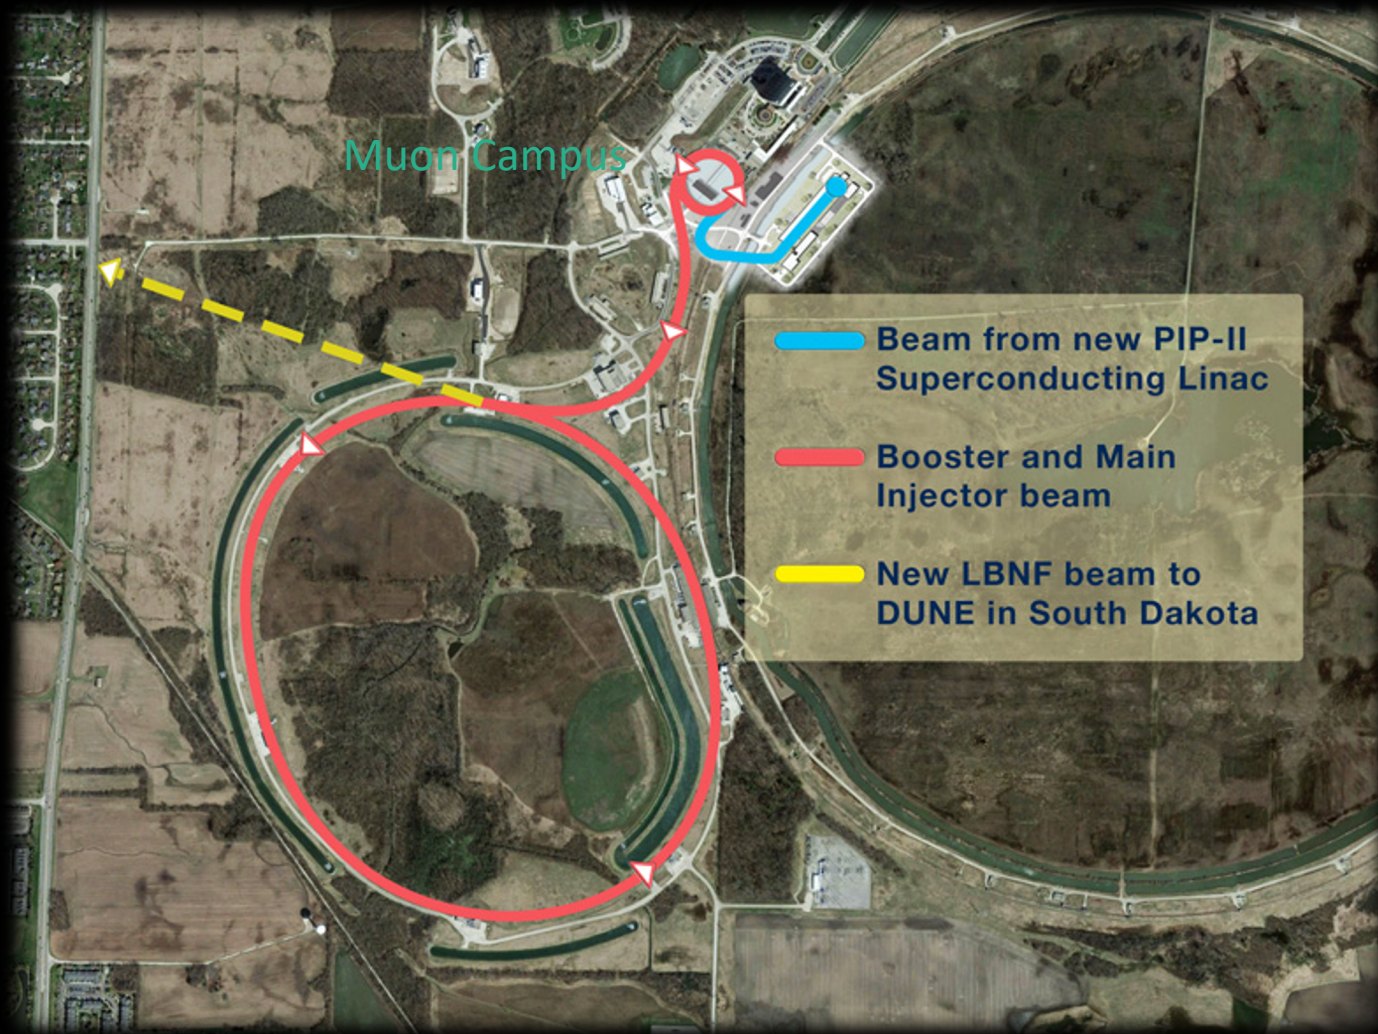 Muon Campus
Beam from new PIP-II
Superconducting Linac
Booster and Main
Injector beam
New LBNF beam to
DUNE in South Dakota